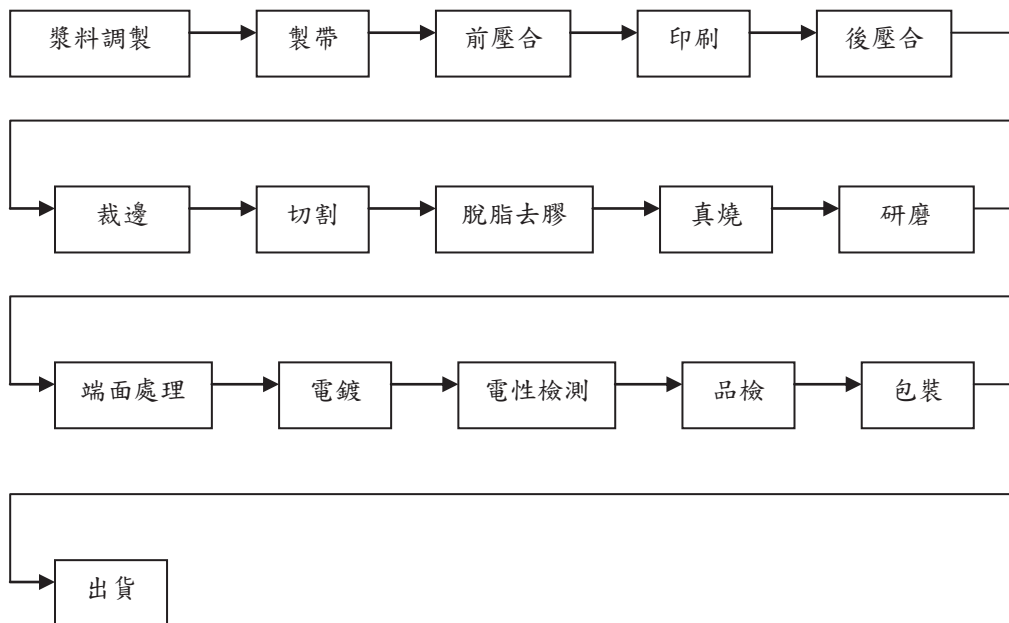 漿料調製 製帶 前壓合 印刷 後壓合
裁邊 切割 脫脂去膠 真燒 研磨
端面處理 電鍍 電性檢測 品檢 包裝
出貨